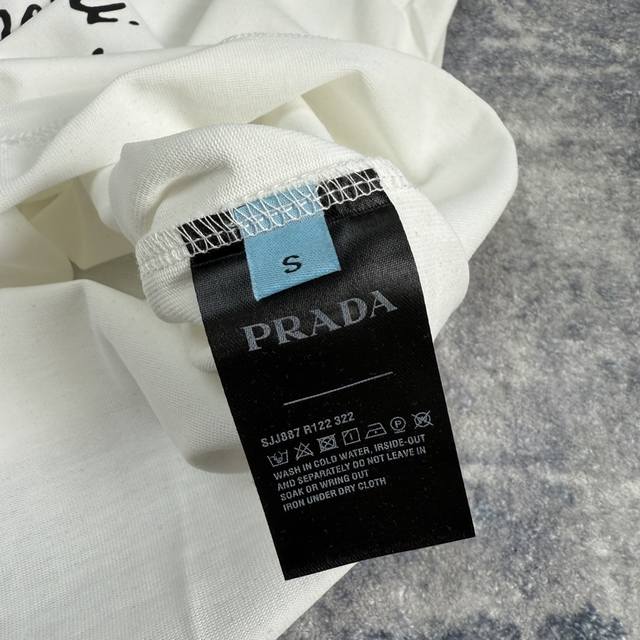 S
PRADA
SJJ887 R122 322
WASH IN COLD WATER, INSIDE-OUT
AND SEPARATELY DO NOT LEAVE IN
SOAK OR WRING OUT
IRON UNDER DRY CLOTH